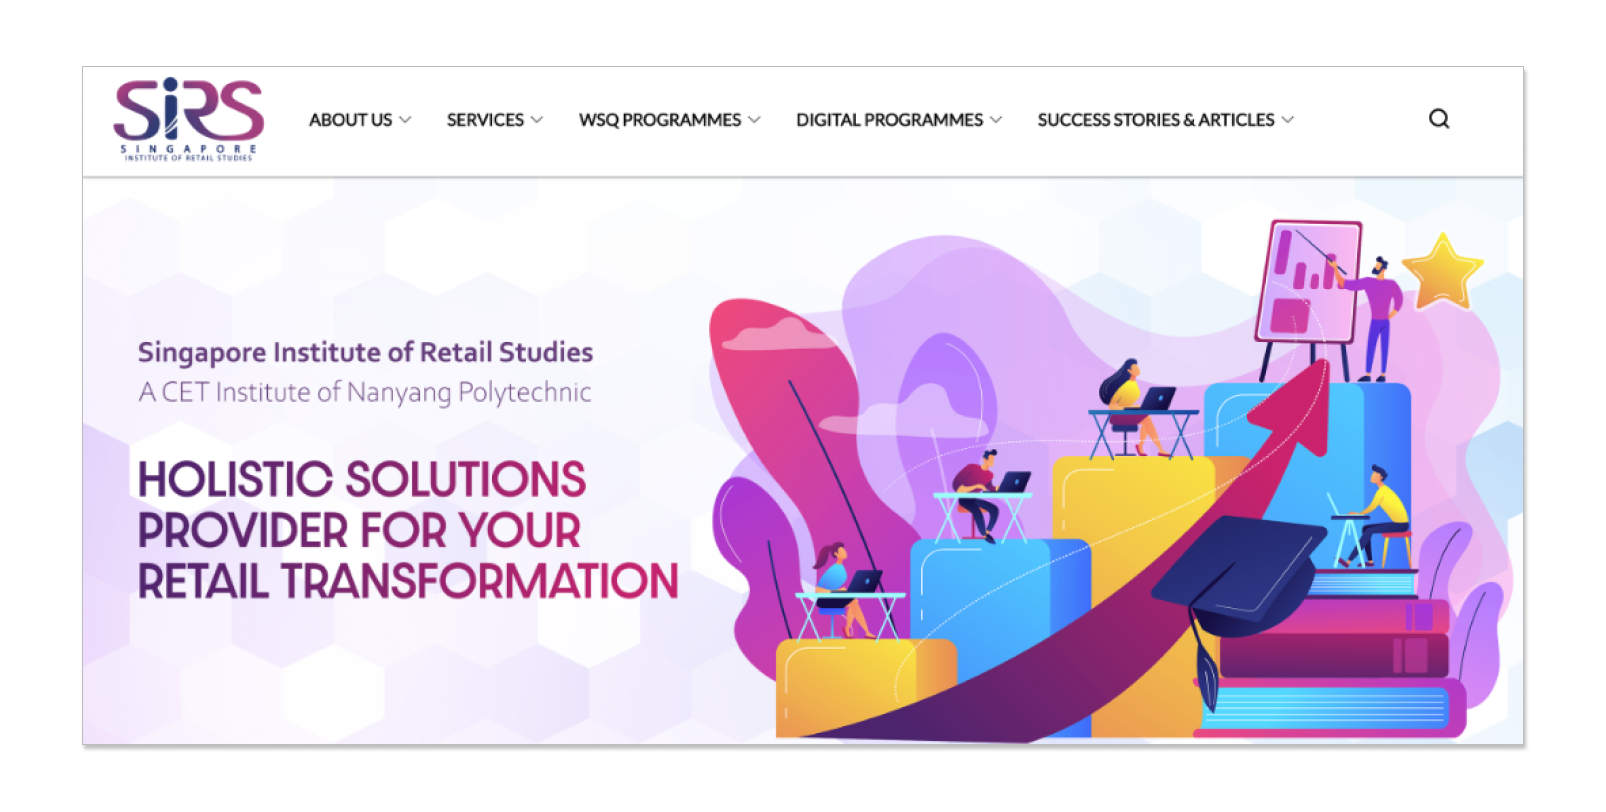 SiRS
SINGAPORE
INSTITUTE OF RETAIL STUDIES
ABOUT US
SERVICES
WSQ PROGRAMMES
DIGITAL PROGRAMMES
SUCCESS STORIES & ARTICLES
Singapore Institute of Retail Studies
A CET Institute of Nanyang Polytechnic
HOLISTIC SOLUTIONS
PROVIDER FOR YOUR
RETAIL TRANSFORMATION